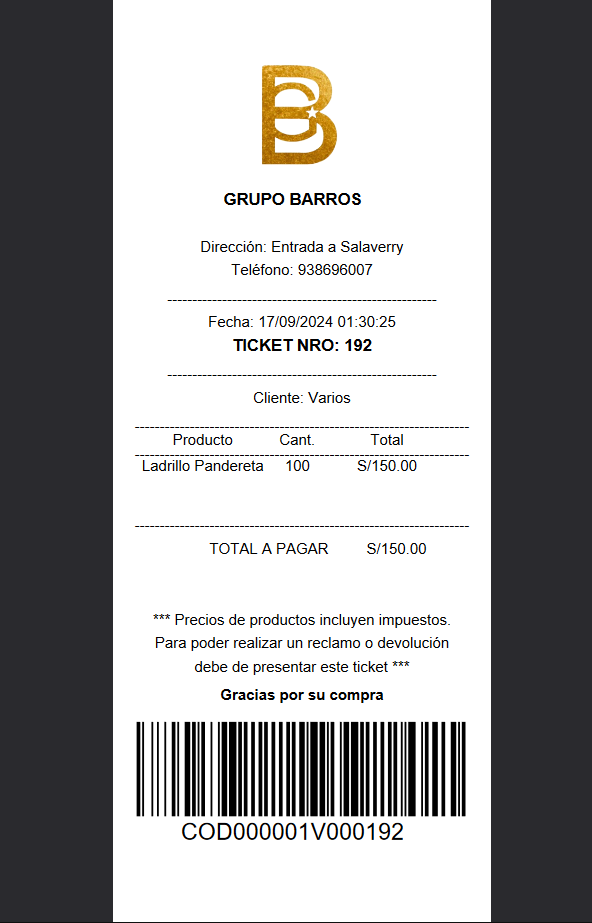 GRUPO BARROS
Dirección: Entrada a Salaverry
Teléfono: 938696007
Fecha: 17/09/2024 01:30:25
TICKET NRO: 192
Cliente: Varios
Producto Cant. Total
Ladrillo Pandereta 100 S/150.00
TOTAL A PAGAR S/150.00
*** Precios de productos incluyen impuestos.
Para poder realizar un reclamo o devolución
debe de presentar este ticket ***
Gracias por su compra
COD000001V000192